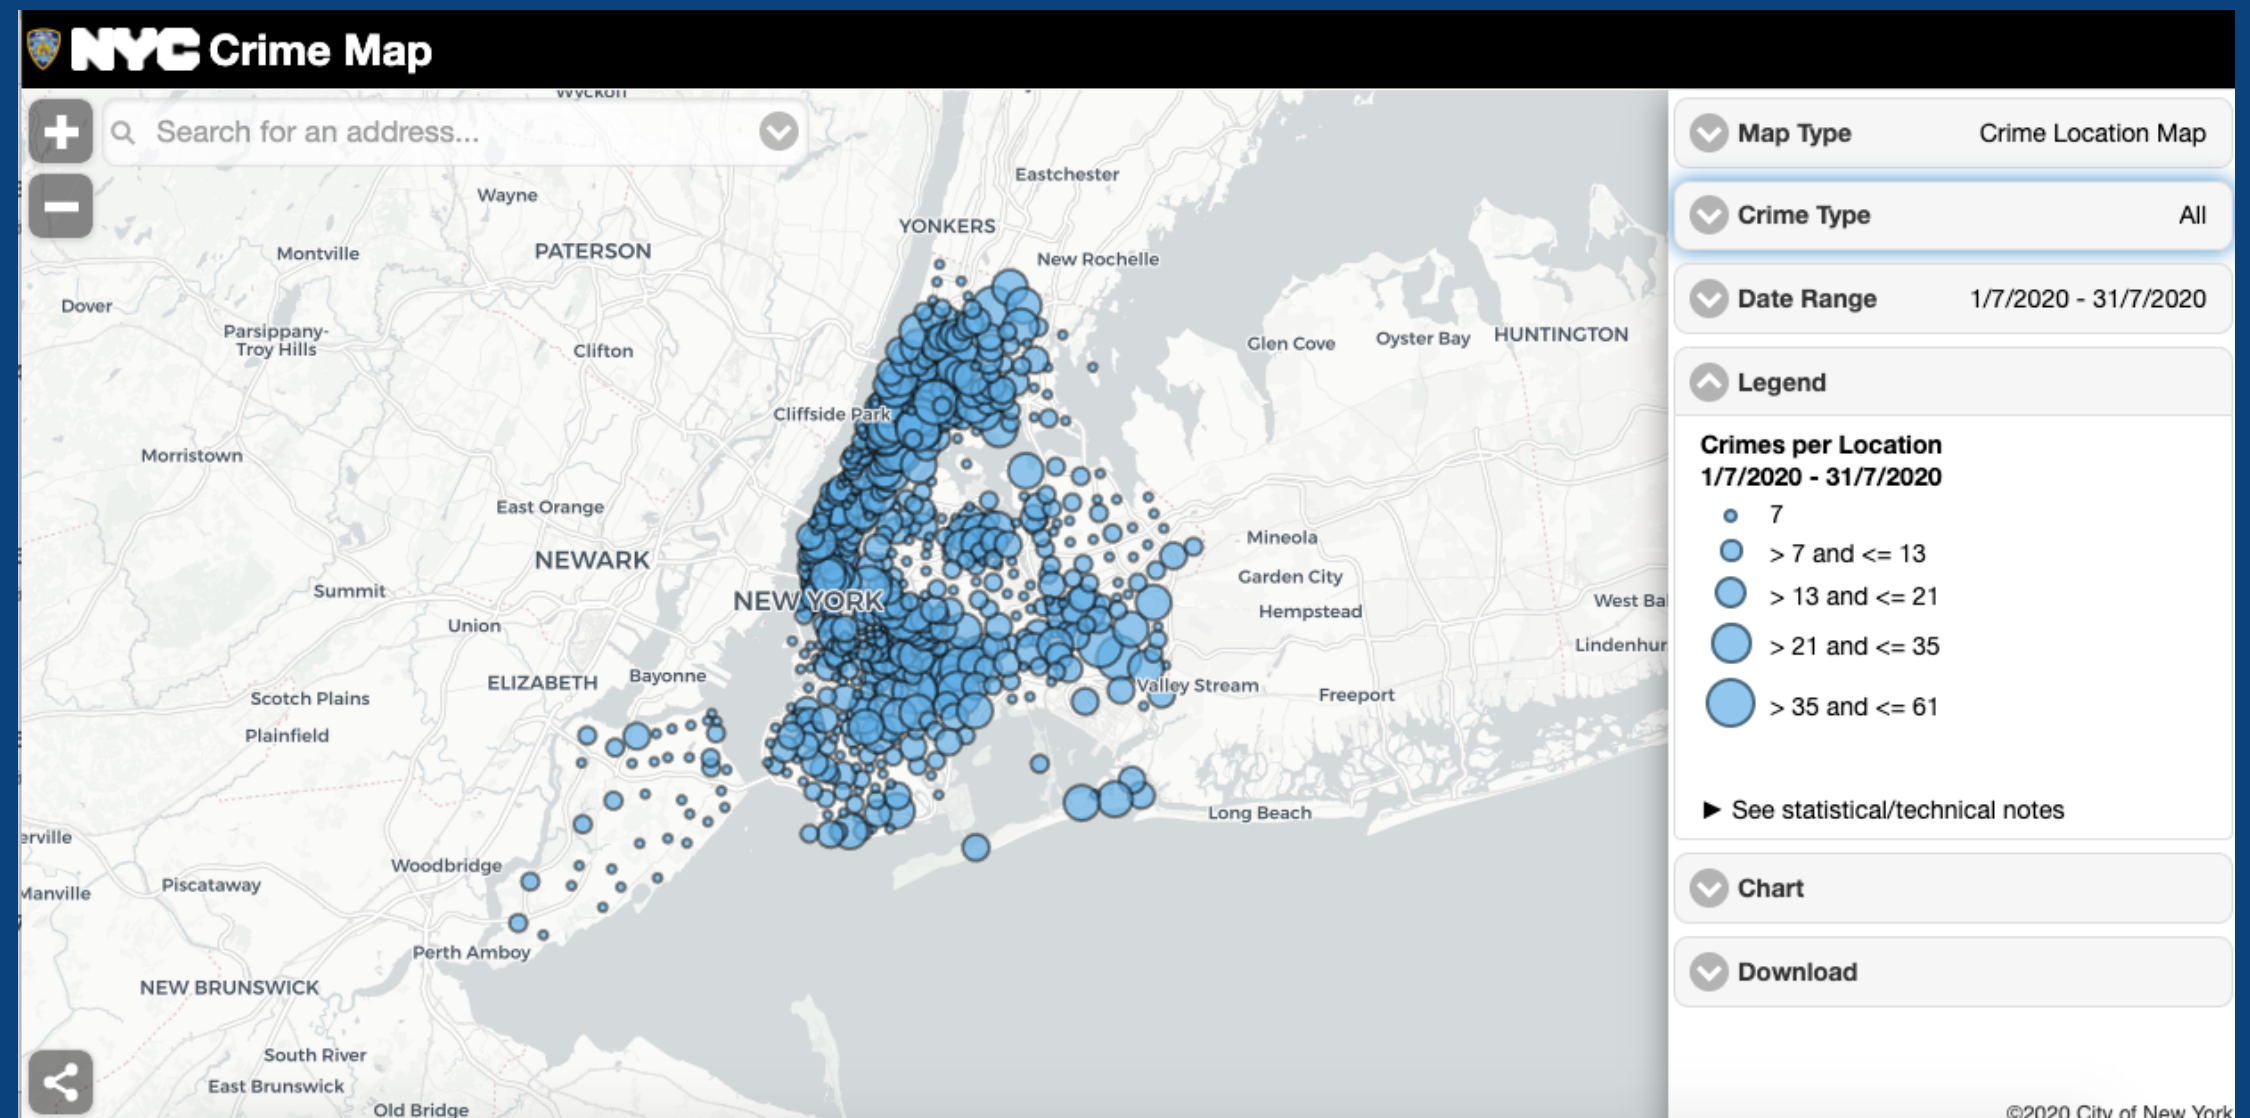 NYC Crime Map
Search for an address...
Map Type
Crime Location Map
Crime Type
All
Date Range
1/7/2020 - 31/7/2020
Legend
Crimes per Location
1/7/2020 - 31/7/2020
7
> 7 and <= 13
> 13 and <= 21
> 21 and <= 35
> 35 and <= 61
► See statistical/technical notes
Chart
Download
©2020 City of New York
Wyckoff
Eastchester
Wayne
YONKERS
Montville
PATERSON
New Rochelle
Dover
Parsippany-
Troy Hills
Clifton
Glen Cove
Oyster Bay
HUNTINGTON
Cliffside Park
Morristown
East Orange
Mineola
NEWARK
Garden City
Summit
NEW YORK
Hempstead
West Ba
Union
Lindenhur
ELIZABETH
Bayonne
Valley Stream
Scotch Plains
Freeport
Plainfield
Long Beach
erville
Woodbridge
Manville
Piscataway
Perth Amboy
NEW BRUNSWICK
South River
East Brunswick
Old Bridge